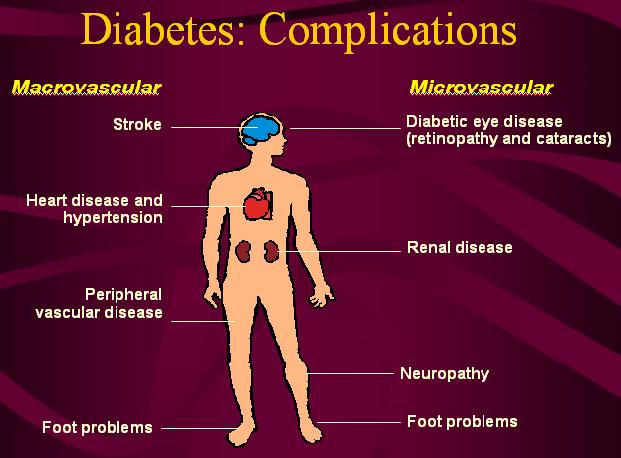 Diabetes: Complications
Macrovascular
Stroke
Heart disease and
hypertension
Peripheral
vascular disease
Foot problems
Microvascular
Diabetic eye disease
(retinopathy and cataracts)
Renal disease
Neuropathy
Foot problems